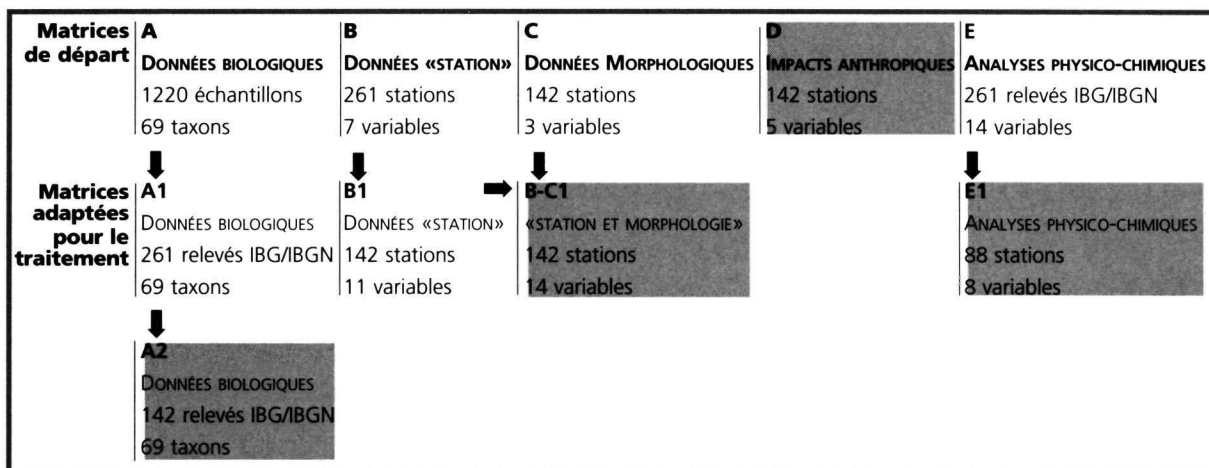 Matrices de départ
A
DONNÉES BIOLOGIQUES
1220 échantillons
69 taxons
B
DONNÉES «STATION»
261 stations
7 variables
C
DONNÉES MORPHOLOGIQUES
142 stations
3 variables
D
IMPACTS ANTHROPIQUES
142 stations
5 variables
E
ANALYSES PHYSICO-CHIMIQUES
261 relevés IBG/IBGN
14 variables
Matrices adaptées pour le traitement
A1
DONNÉES BIOLOGIQUES
261 relevés IBG/IBGN
69 taxons
B1
DONNÉES «STATION»
142 stations
11 variables
B-C1
«STATION ET MORPHOLOGIE»
142 stations
14 variables
E1
ANALYSES PHYSICO-CHIMIQUES
88 stations
8 variables
A2
DONNÉES BIOLOGIQUES
142 relevés IBG/IBGN
69 taxons